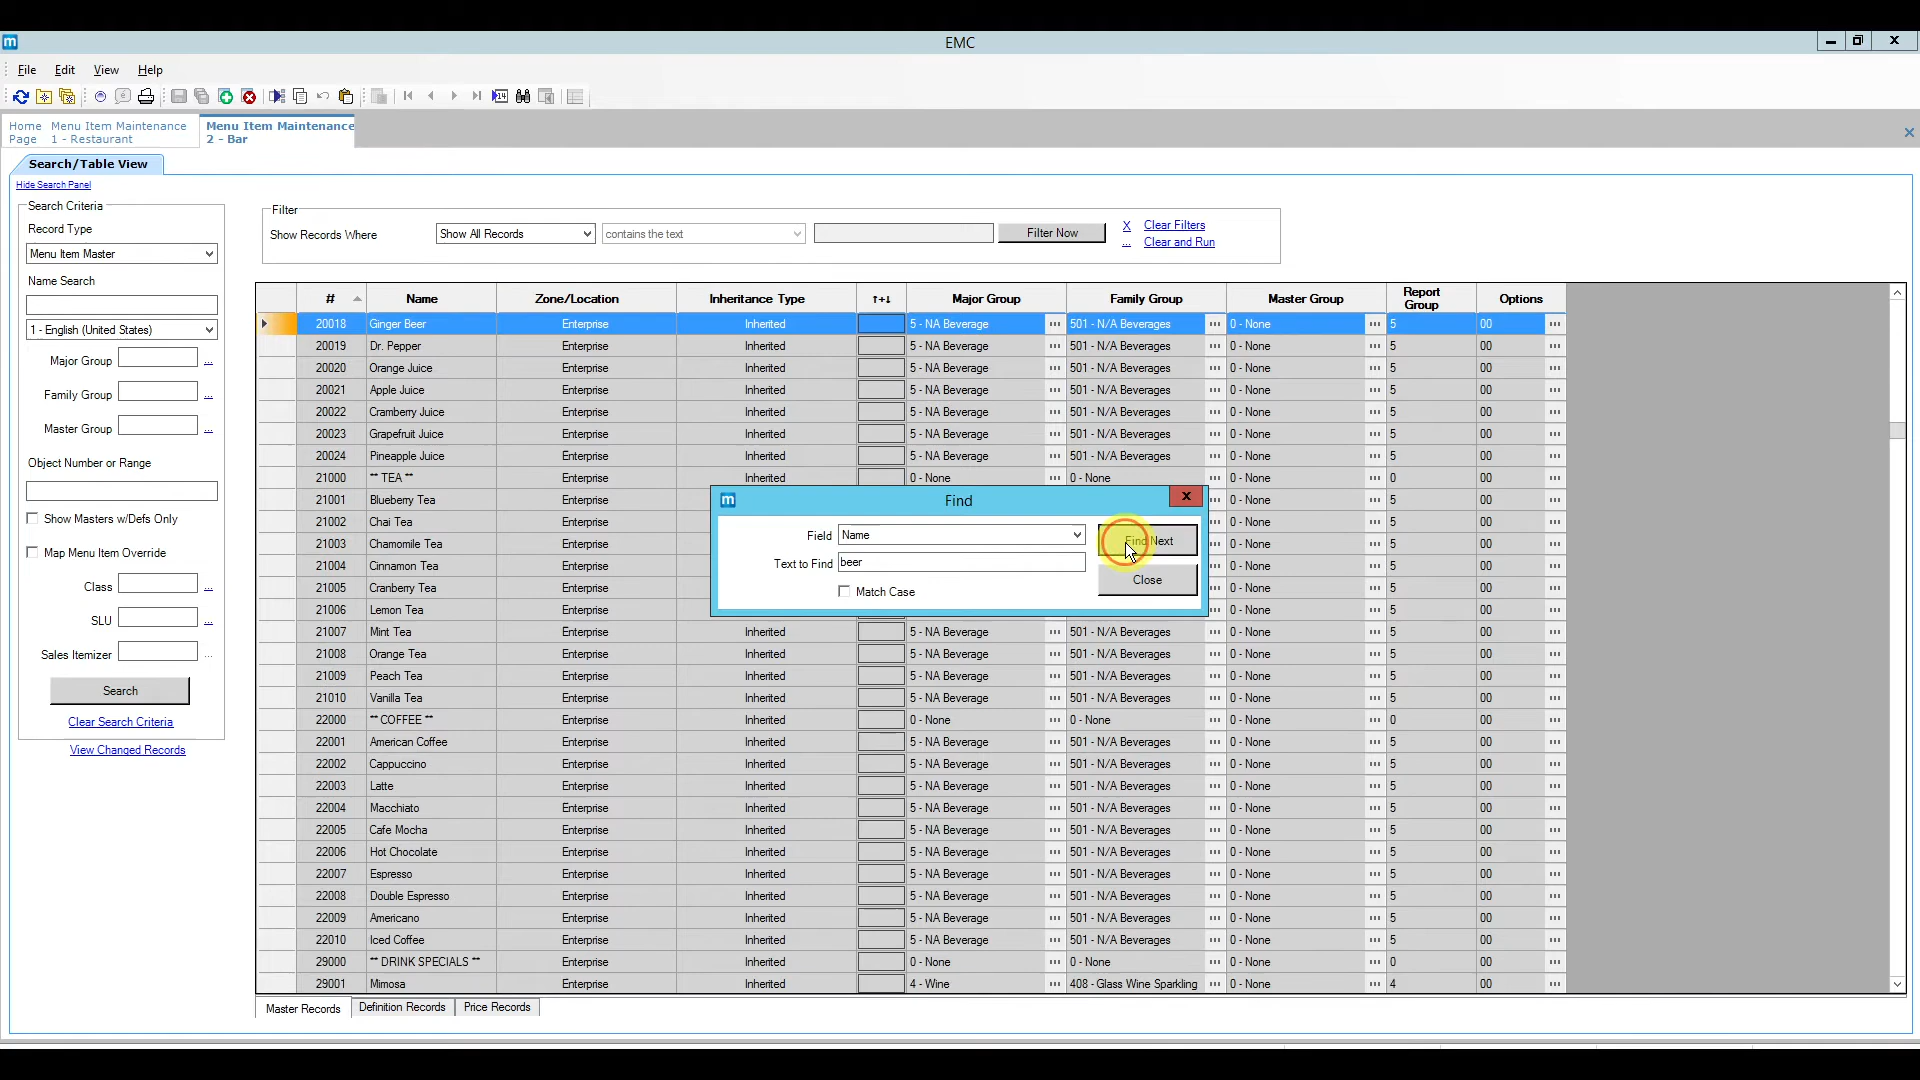 EMC
File Edit View Help
Home Page Menu Item Maintenance 1 - Restaurant Menu Item Maintenance 2 - Bar
Search/Table View
Hide Search Panel
Search Criteria
Record Type
Menu Item Master
Name Search
1 - English (United States)
Major Group ...
Family Group ...
Master Group ...
Object Number or Range
Show Masters w/Defs Only
Map Menu Item Override
Class ...
SLU ...
Sales Itemizer ...
Search
Clear Search Criteria
View Changed Records
Filter
Show Records Where Show All Records contains the text Filter Now X Clear Filters
... Clear and Run
# Name Zone/Location Inheritance Type ↑+↓ Major Group Family Group Master Group Report Group Options
20018 Ginger Beer Enterprise Inherited 5 - NA Beverage ... 501 - N/A Beverages ... 0 - None ... 5 00 ...
20019 Dr. Pepper Enterprise Inherited 5 - NA Beverage ... 501 - N/A Beverages ... 0 - None ... 5 00 ...
20020 Orange Juice Enterprise Inherited 5 - NA Beverage ... 501 - N/A Beverages ... 0 - None ... 5 00 ...
20021 Apple Juice Enterprise Inherited 5 - NA Beverage ... 501 - N/A Beverages ... 0 - None ... 5 00 ...
20022 Cramberry Juice Enterprise Inherited 5 - NA Beverage ... 501 - N/A Beverages ... 0 - None ... 5 00 ...
20023 Grapefruit Juice Enterprise Inherited 5 - NA Beverage ... 501 - N/A Beverages ... 0 - None ... 5 00 ...
20024 Pineapple Juice Enterprise Inherited 5 - NA Beverage ... 501 - N/A Beverages ... 0 - None ... 5 00 ...
21000 ** TEA ** Enterprise Inherited 0 - None ... 0 - None ... 0 - None ... 0 00 ...
21001 Blueberry Tea Enterprise ... 0 - None ... 5 00 ...
21002 Chai Tea Enterprise ... 0 - None ... 5 00 ...
21003 Chamomile Tea Enterprise ... 0 - None ... 5 00 ...
21004 Cinnamon Tea Enterprise ... 0 - None ... 5 00 ...
21005 Cranberry Tea Enterprise ... 0 - None ... 5 00 ...
21006 Lemon Tea Enterprise ... 0 - None ... 5 00 ...
21007 Mint Tea Enterprise Inherited 5 - NA Beverage ... 501 - N/A Beverages ... 0 - None ... 5 00 ...
21008 Orange Tea Enterprise Inherited 5 - NA Beverage ... 501 - N/A Beverages ... 0 - None ... 5 00 ...
21009 Peach Tea Enterprise Inherited 5 - NA Beverage ... 501 - N/A Beverages ... 0 - None ... 5 00 ...
21010 Vanilla Tea Enterprise Inherited 5 - NA Beverage ... 501 - N/A Beverages ... 0 - None ... 5 00 ...
22000 ** COFFEE ** Enterprise Inherited 0 - None ... 0 - None ... 0 - None ... 0 00 ...
22001 American Coffee Enterprise Inherited 5 - NA Beverage ... 501 - N/A Beverages ... 0 - None ... 5 00 ...
22002 Cappuccino Enterprise Inherited 5 - NA Beverage ... 501 - N/A Beverages ... 0 - None ... 5 00 ...
22003 Latte Enterprise Inherited 5 - NA Beverage ... 501 - N/A Beverages ... 0 - None ... 5 00 ...
22004 Macchiato Enterprise Inherited 5 - NA Beverage ... 501 - N/A Beverages ... 0 - None ... 5 00 ...
22005 Cafe Mocha Enterprise Inherited 5 - NA Beverage ... 501 - N/A Beverages ... 0 - None ... 5 00 ...
22006 Hot Chocolate Enterprise Inherited 5 - NA Beverage ... 501 - N/A Beverages ... 0 - None ... 5 00 ...
22007 Espresso Enterprise Inherited 5 - NA Beverage ... 501 - N/A Beverages ... 0 - None ... 5 00 ...
22008 Double Espresso Enterprise Inherited 5 - NA Beverage ... 501 - N/A Beverages ... 0 - None ... 5 00 ...
22009 Americano Enterprise Inherited 5 - NA Beverage ... 501 - N/A Beverages ... 0 - None ... 5 00 ...
22010 Iced Coffee Enterprise Inherited 5 - NA Beverage ... 501 - N/A Beverages ... 0 - None ... 5 00 ...
29000 ** DRINK SPECIALS ** Enterprise Inherited 0 - None ... 0 - None ... 0 - None ... 0 00 ...
29001 Mimosa Enterprise Inherited 4 - Wine ... 408 - Glass Wine Sparkling ... 0 - None ... 4 00 ...
Find
Field Name Find Next
Text to Find beer Close
Match Case
Master Records Definition Records Price Records